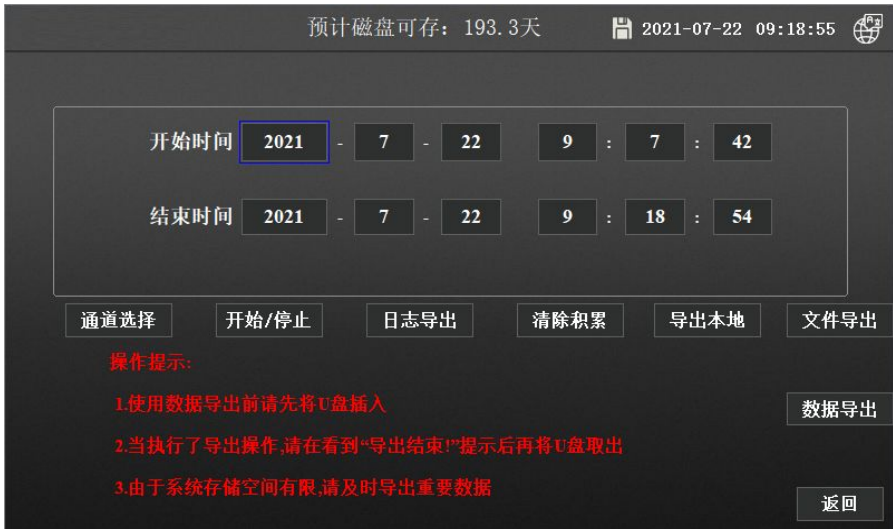 预计磁盘可存：193.3天 2021-07-22 09:18:55
开始时间 2021 - 7 - 22 9 : 7 : 42
结束时间 2021 - 7 - 22 9 : 18 : 54
通道选择 开始/停止 日志导出 清除积累 导出本地 文件导出
操作提示:
1.使用数据导出前请先将U盘插入
数据导出
2.当执行了导出操作,请在看到“导出结束!”提示后再将U盘取出
3.由于系统存储空间有限,请及时导出重要数据
返回